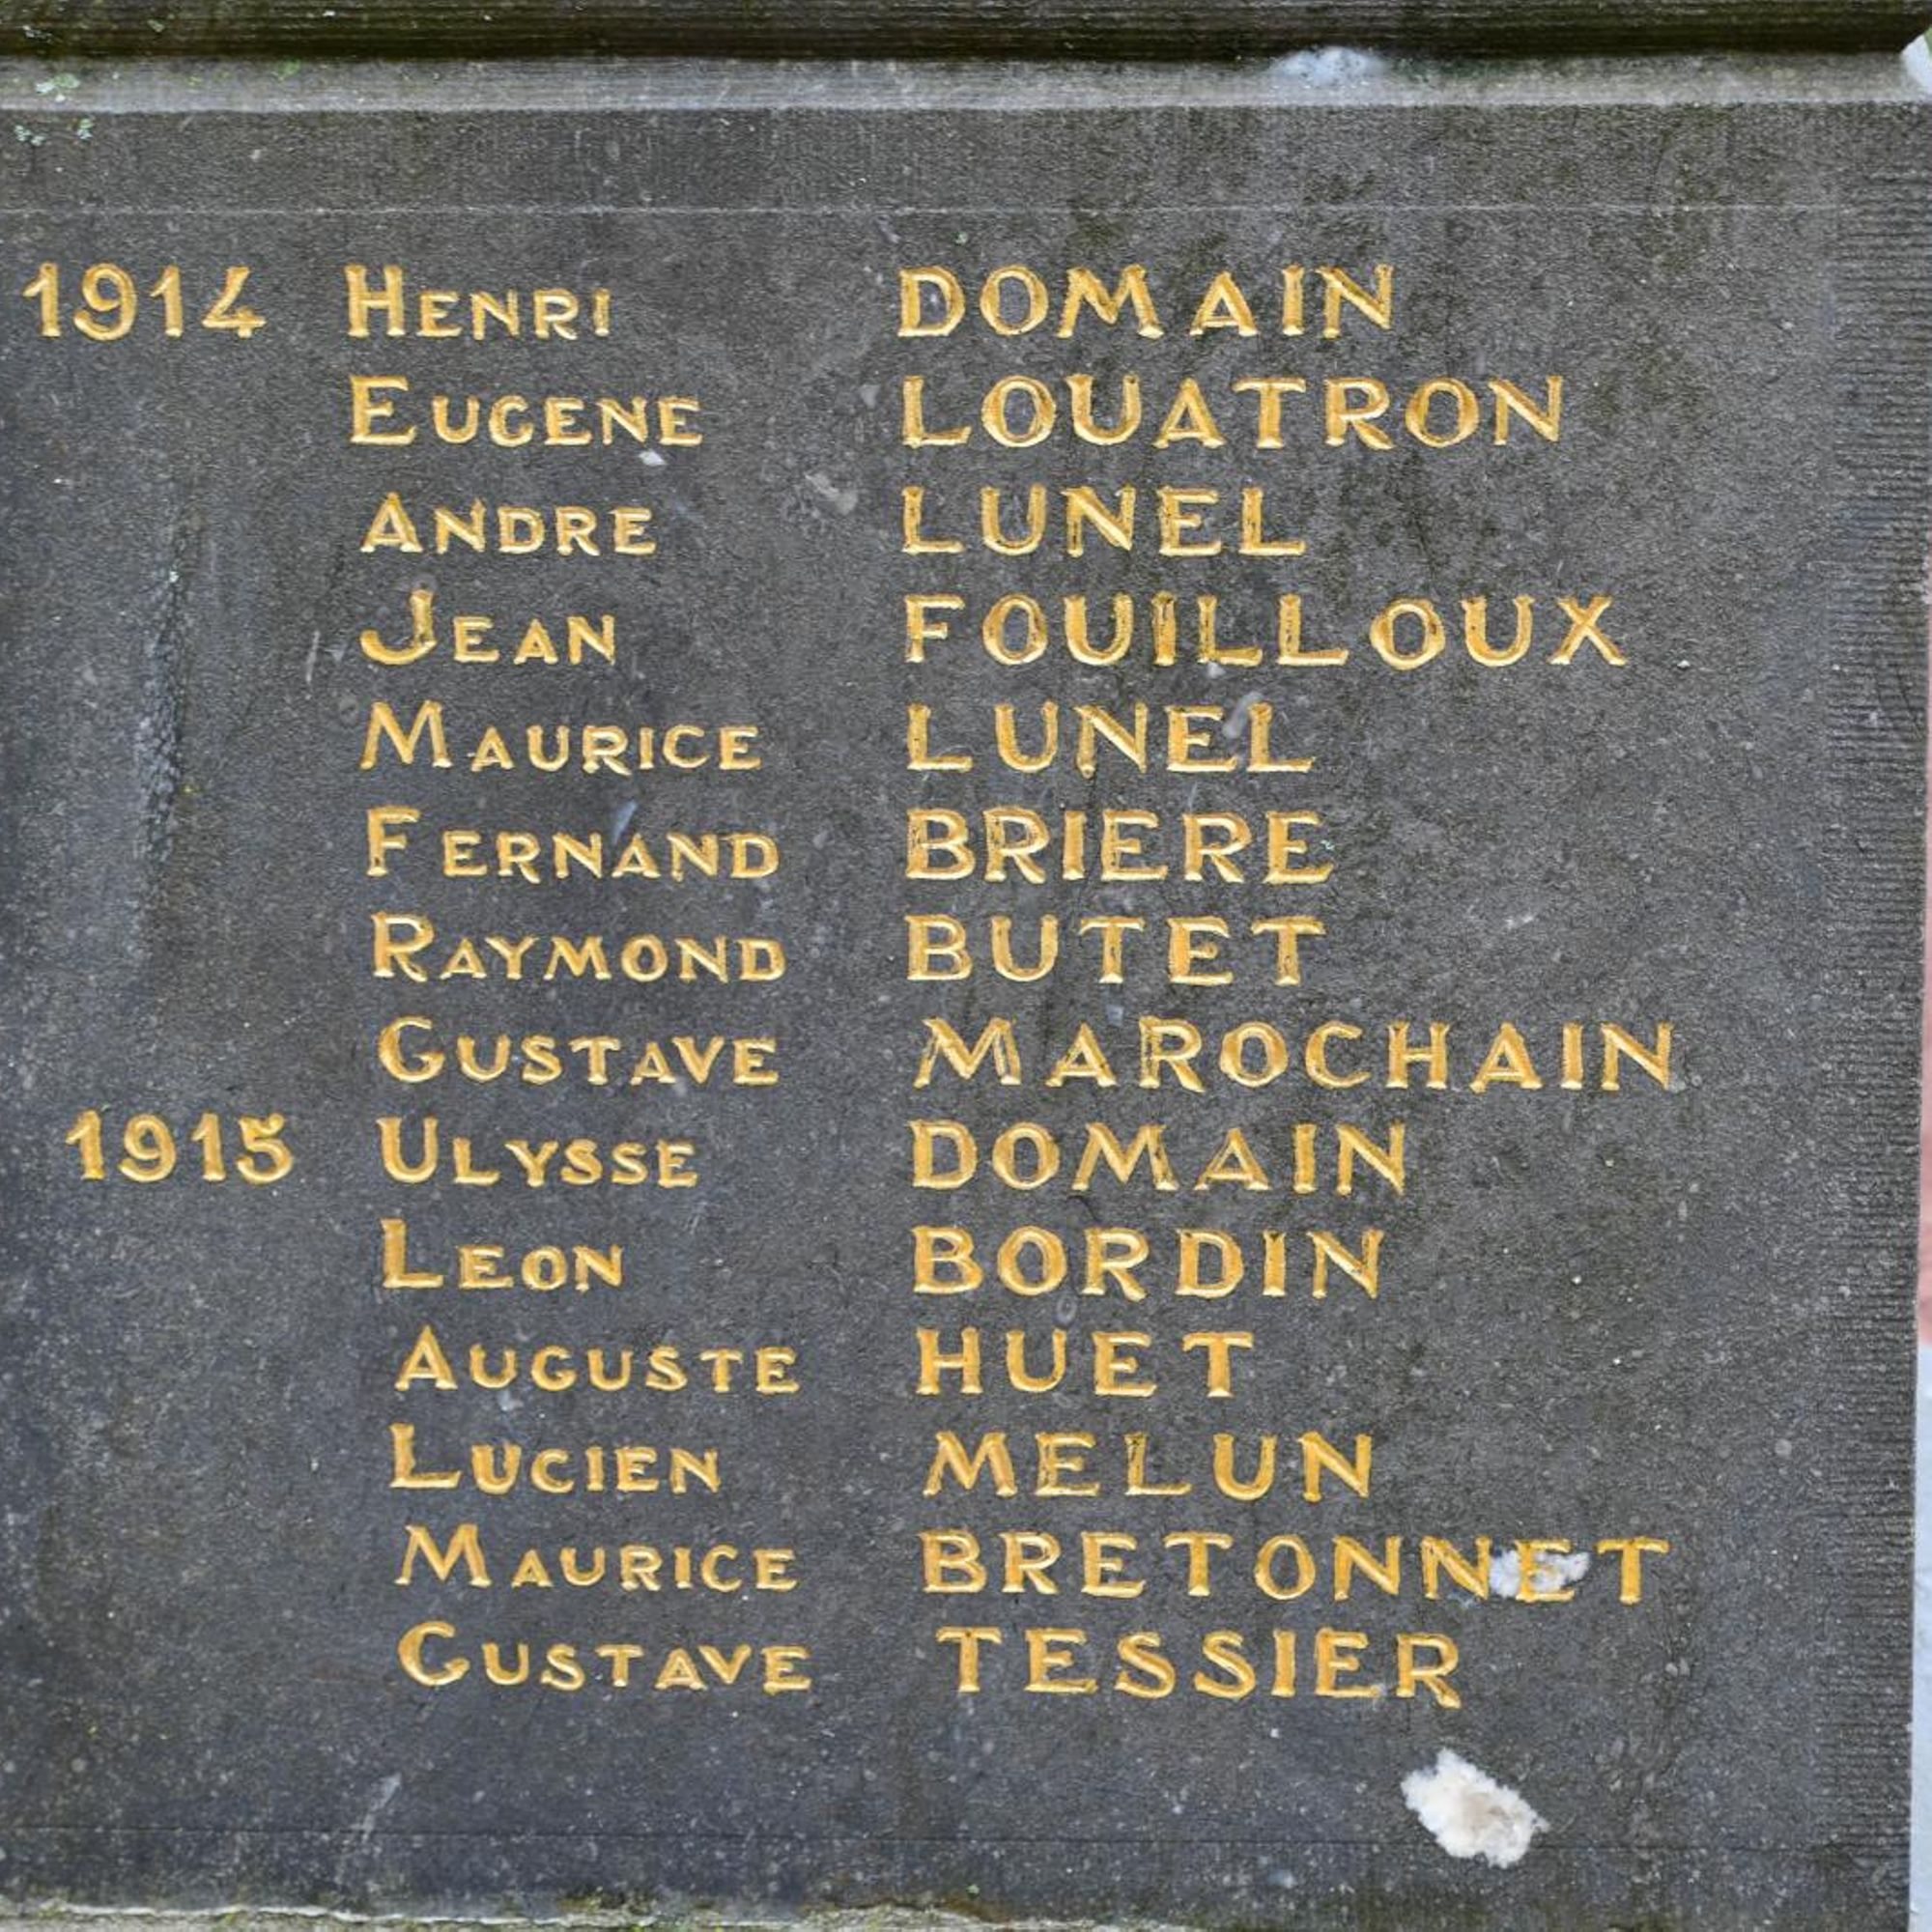 1914 HENRI DOMAIN
EUGENE LOUATRON
ANDRE LUNEL
JEAN FOUILLOUX
MAURICE LUNEL
FERNAND BRIERE
RAYMOND BUTET
GUSTAVE MAROCHAIN
1915 ULYSSE DOMAIN
LEON BORDIN
AUGUSTE HUET
LUCIEN MELUN
MAURICE BRETONNET
GUSTAVE TESSIER